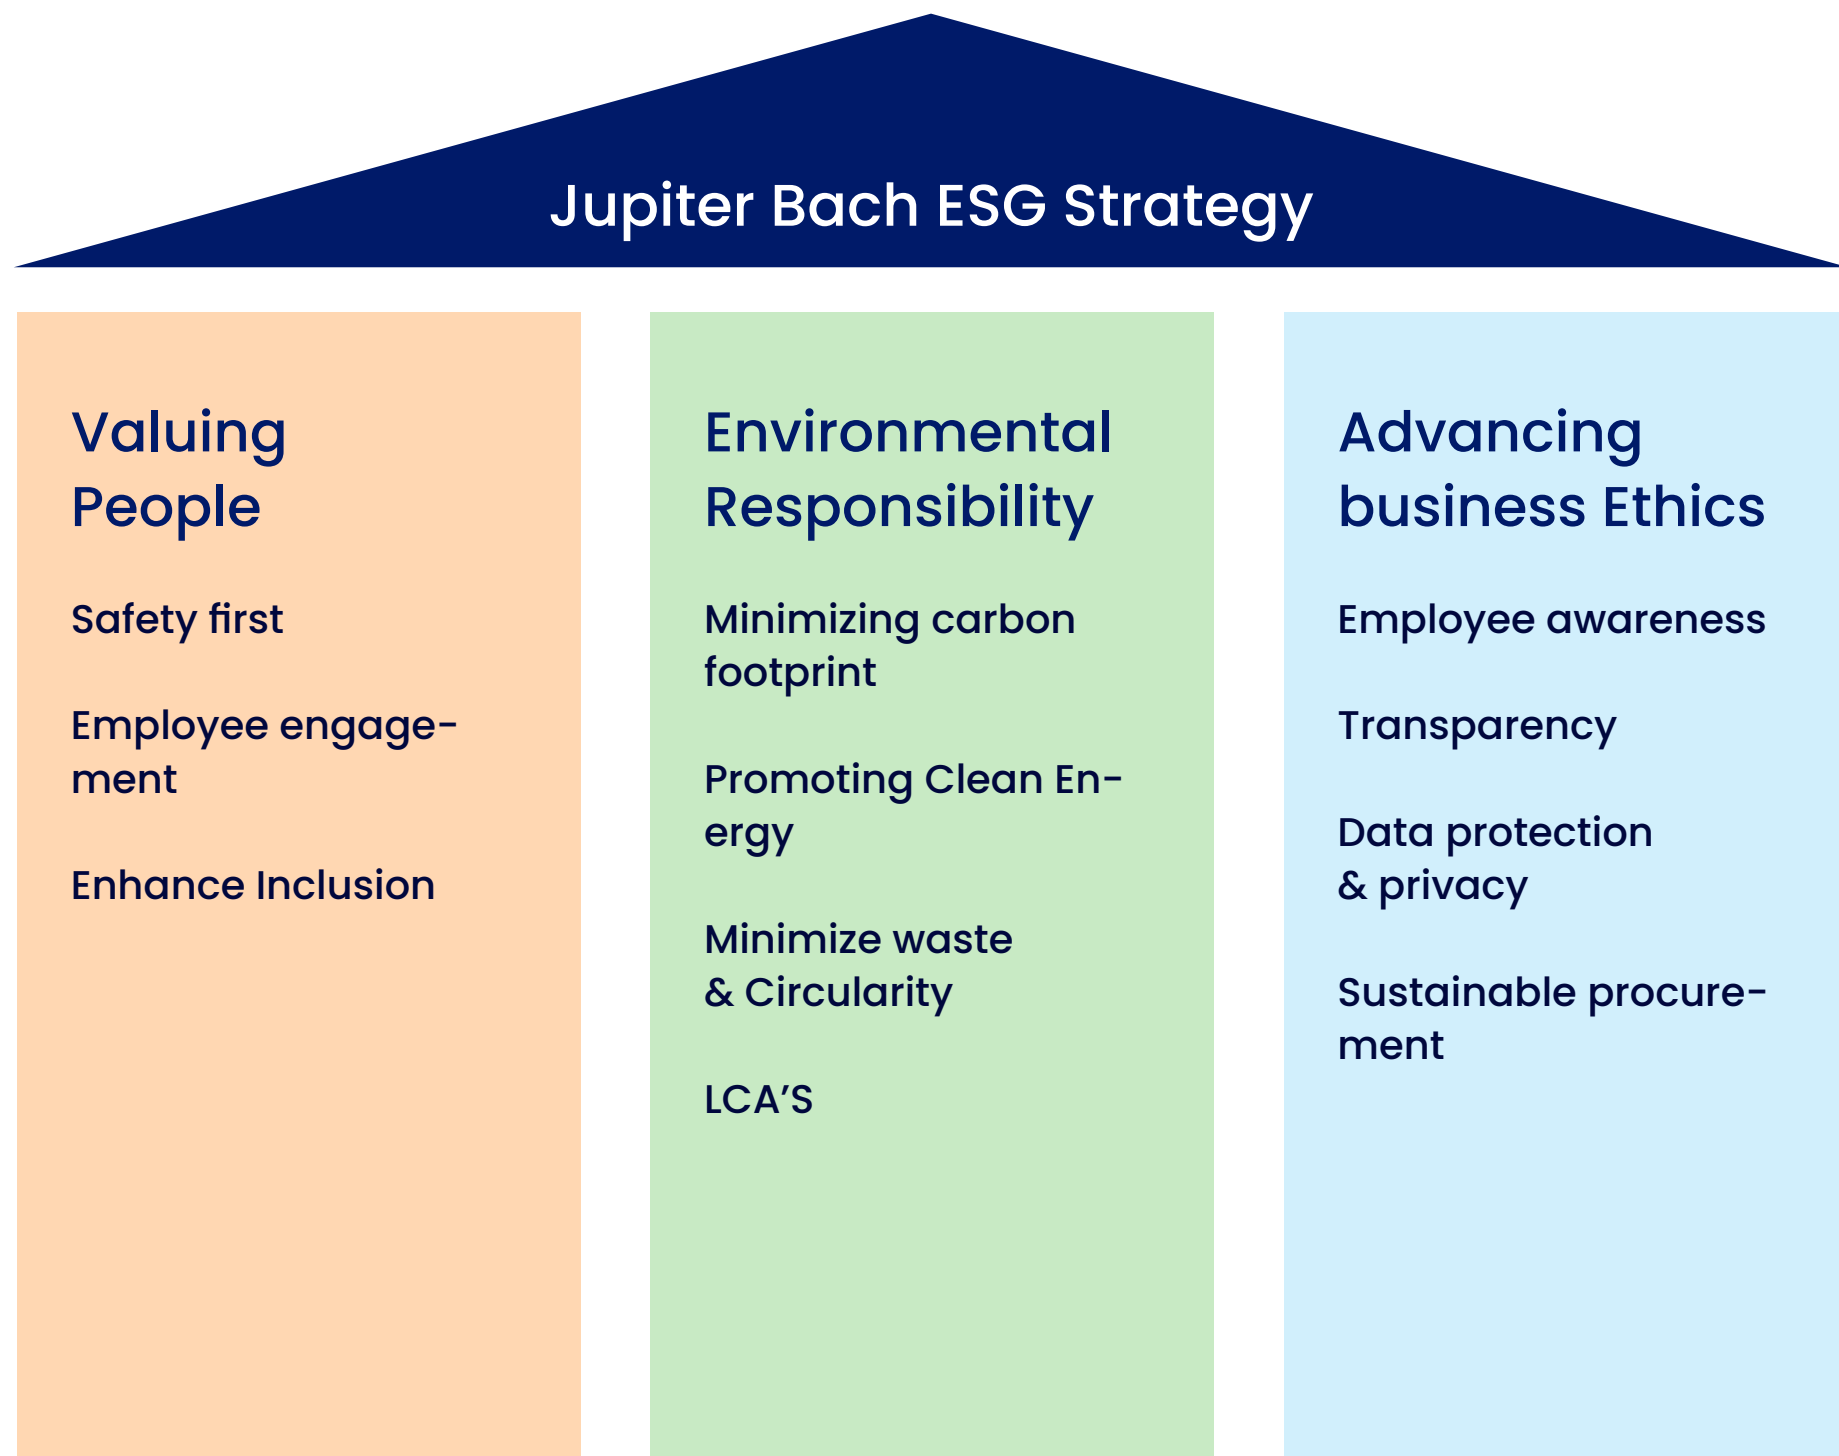 Jupiter Bach ESG Strategy
Valuing
People
Safety first
Employee engage-
ment
Enhance Inclusion
Environmental
Responsibility
Minimizing carbon
footprint
Promoting Clean En-
ergy
Minimize waste
& Circularity
LCA’S
Advancing
business Ethics
Employee awareness
Transparency
Data protection
& privacy
Sustainable procure-
ment